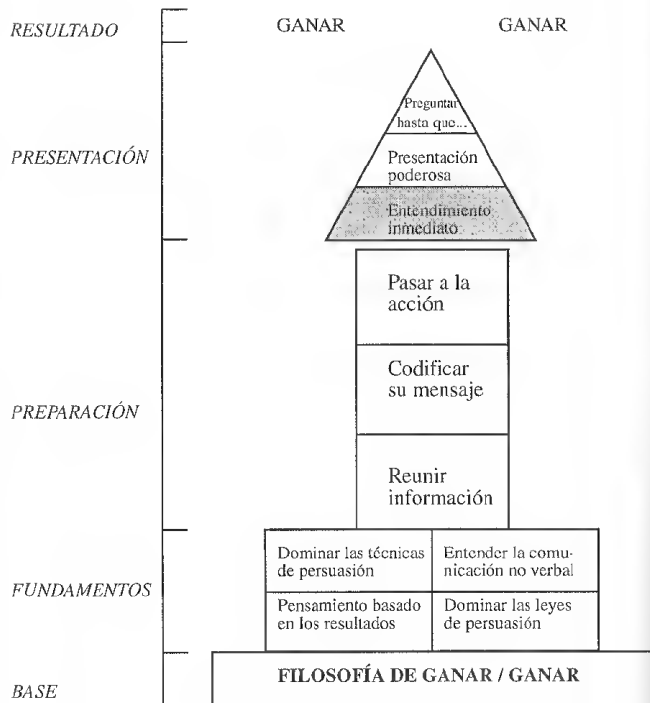 RESULTADO
GANAR GANAR
PRESENTACIÓN
Preguntar
hasta que...
Presentación
poderosa
Entendimiento
inmediato
PREPARACIÓN
Pasar a la
acción
Codificar
su mensaje
Reunir
información
FUNDAMENTOS
Dominar las técnicas
de persuasión
Entender la comu-
nicación no verbal
Pensamiento basado
en los resultados
Dominar las leyes
de persuasión
BASE
FILOSOFÍA DE GANAR / GANAR